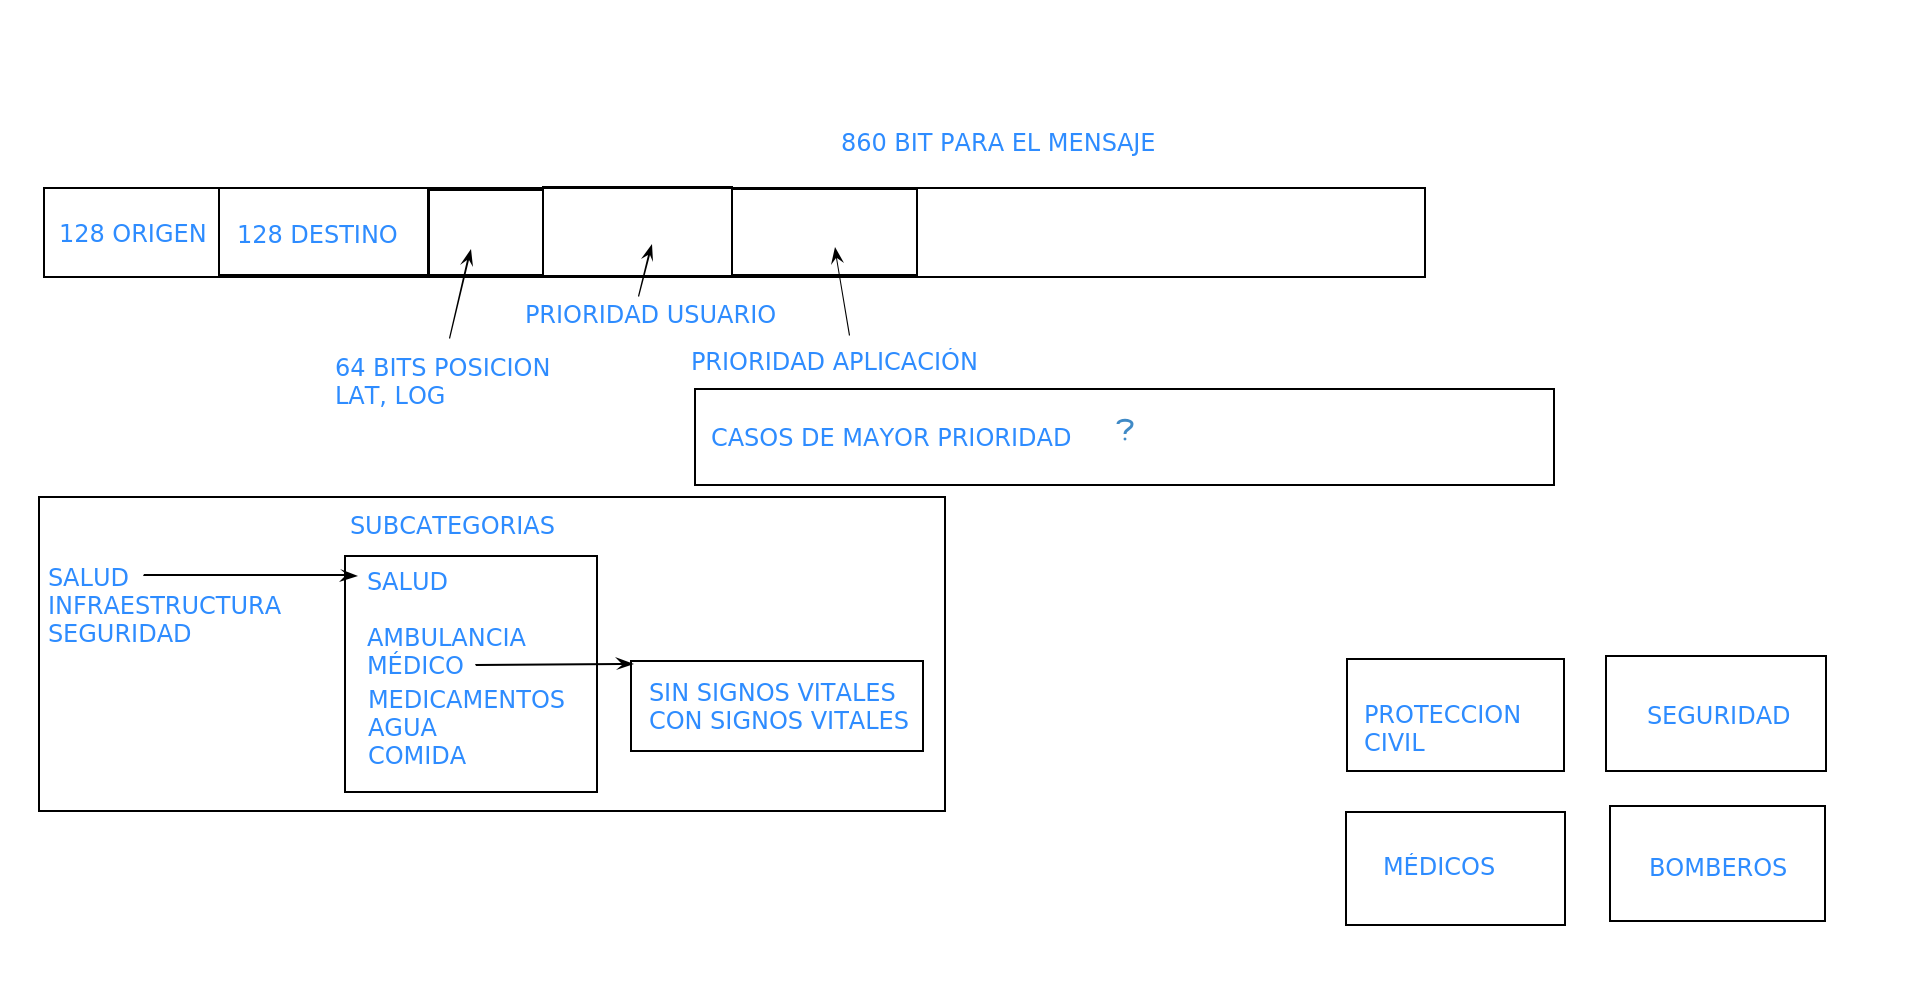 860 BIT PARA EL MENSAJE
128 ORIGEN
128 DESTINO
PRIORIDAD USUARIO
64 BITS POSICION
LAT, LOG
PRIORIDAD APLICACIÓN
CASOS DE MAYOR PRIORIDAD ?
SUBCATEGORIAS
SALUD
INFRAESTRUCTURA
SEGURIDAD
SALUD
AMBULANCIA
MÉDICO
MEDICAMENTOS
AGUA
COMIDA
SIN SIGNOS VITALES
CON SIGNOS VITALES
PROTECCION
CIVIL
SEGURIDAD
MÉDICOS
BOMBEROS